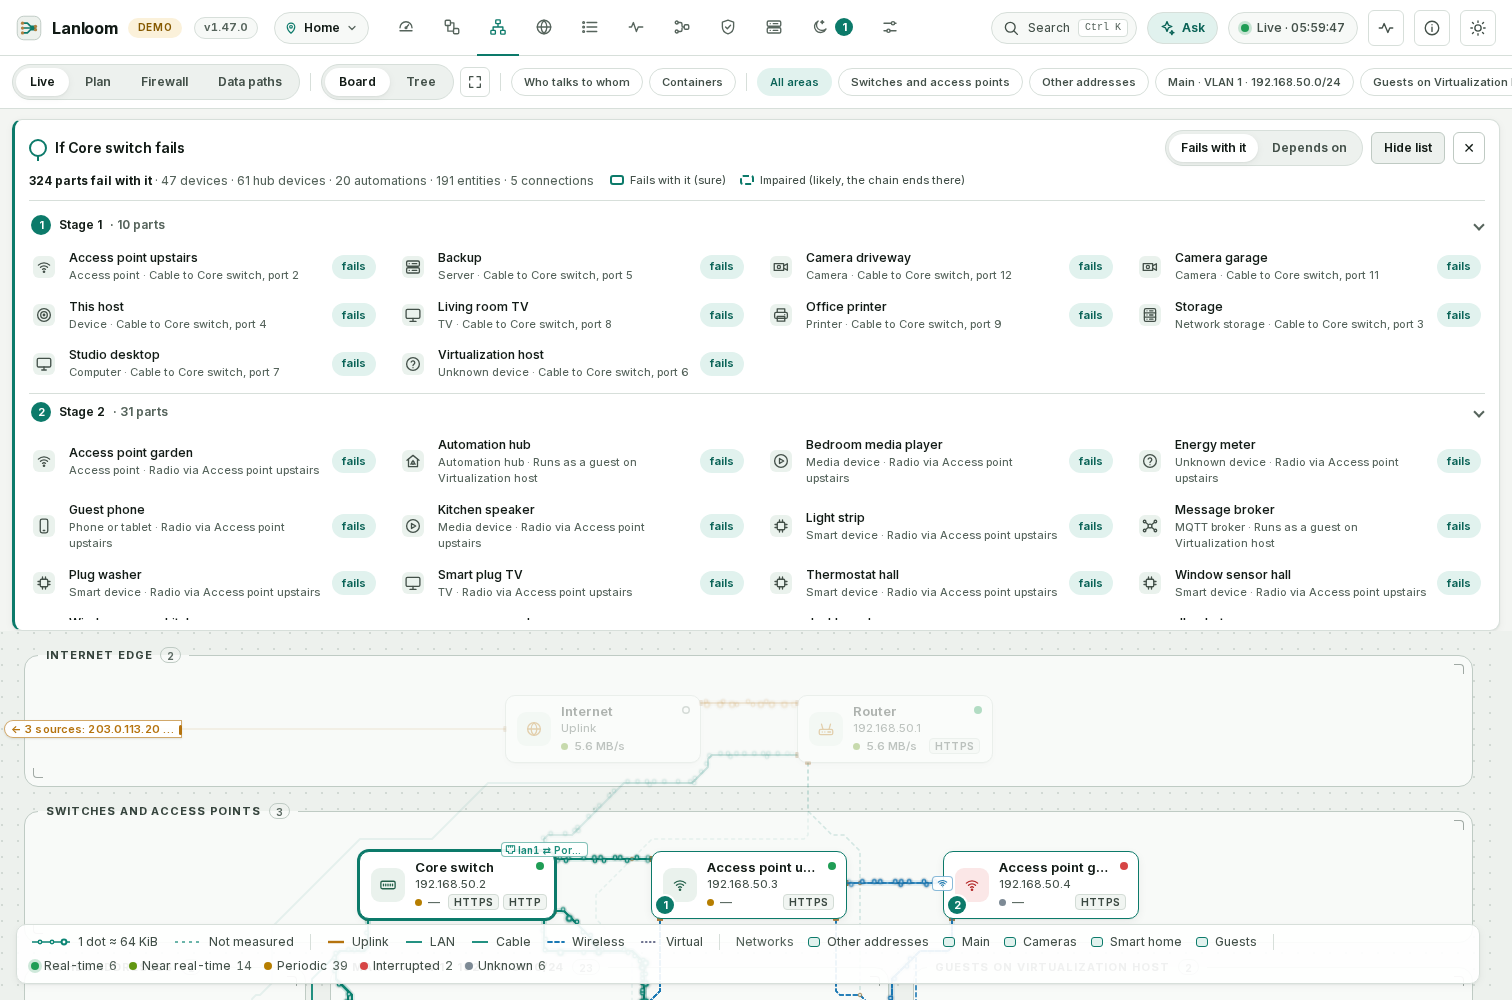 Lanloom DEMO v1.47.0 Home 1 Search Ctrl K Ask Live · 05:59:47
Live Plan Firewall Data paths Board Tree Who talks to whom Containers All areas Switches and access points Other addresses Main · VLAN 1 · 192.168.50.0/24 Guests on Virtualization
If Core switch fails Fails with it Depends on Hide list ×
324 parts fail with it · 47 devices · 61 hub devices · 20 automations · 191 entities · 5 connections Fails with it (sure) Impaired (likely, the chain ends there)
1 Stage 1 · 10 parts
Access point upstairs
Access point · Cable to Core switch, port 2
fails
Backup
Server · Cable to Core switch, port 5
fails
Camera driveway
Camera · Cable to Core switch, port 12
fails
Camera garage
Camera · Cable to Core switch, port 11
fails
This host
Device · Cable to Core switch, port 4
fails
Living room TV
TV · Cable to Core switch, port 8
fails
Office printer
Printer · Cable to Core switch, port 9
fails
Storage
Network storage · Cable to Core switch, port 3
fails
Studio desktop
Computer · Cable to Core switch, port 7
fails
Virtualization host
Unknown device · Cable to Core switch, port 6
fails
2 Stage 2 · 31 parts
Access point garden
Access point · Radio via Access point upstairs
fails
Automation hub
Automation hub · Runs as a guest on
Virtualization host
fails
Bedroom media player
Media device · Radio via Access point
upstairs
fails
Energy meter
Unknown device · Radio via Access point
upstairs
fails
Guest phone
Phone or tablet · Radio via Access point
upstairs
fails
Kitchen speaker
Media device · Radio via Access point
upstairs
fails
Light strip
Smart device · Radio via Access point upstairs
fails
Message broker
MQTT broker · Runs as a guest on
Virtualization host
fails
Plug washer
Smart device · Radio via Access point upstairs
fails
Smart plug TV
TV · Radio via Access point upstairs
fails
Thermostat hall
Smart device · Radio via Access point upstairs
fails
Window sensor hall
Smart device · Radio via Access point upstairs
fails
INTERNET EDGE 2
← 3 sources: 203.0.113.20 ...
Internet
Uplink
5.6 MB/s
Router
192.168.50.1
5.6 MB/s HTTPS
SWITCHES AND ACCESS POINTS 3
lan1 ⇄ Por...
Core switch
192.168.50.2
— HTTPS HTTP
Access point u...
192.168.50.3
1 — HTTPS
Access point g...
192.168.50.4
2 — HTTPS
1 dot ≈ 64 KiB Not measured Uplink LAN Cable Wireless Virtual Networks Other addresses Main Cameras Smart home Guests
Real-time 6 Near real-time 14 Periodic 39 Interrupted 2 Unknown 6
GUESTS ON VIRTUALIZATION HOST 2